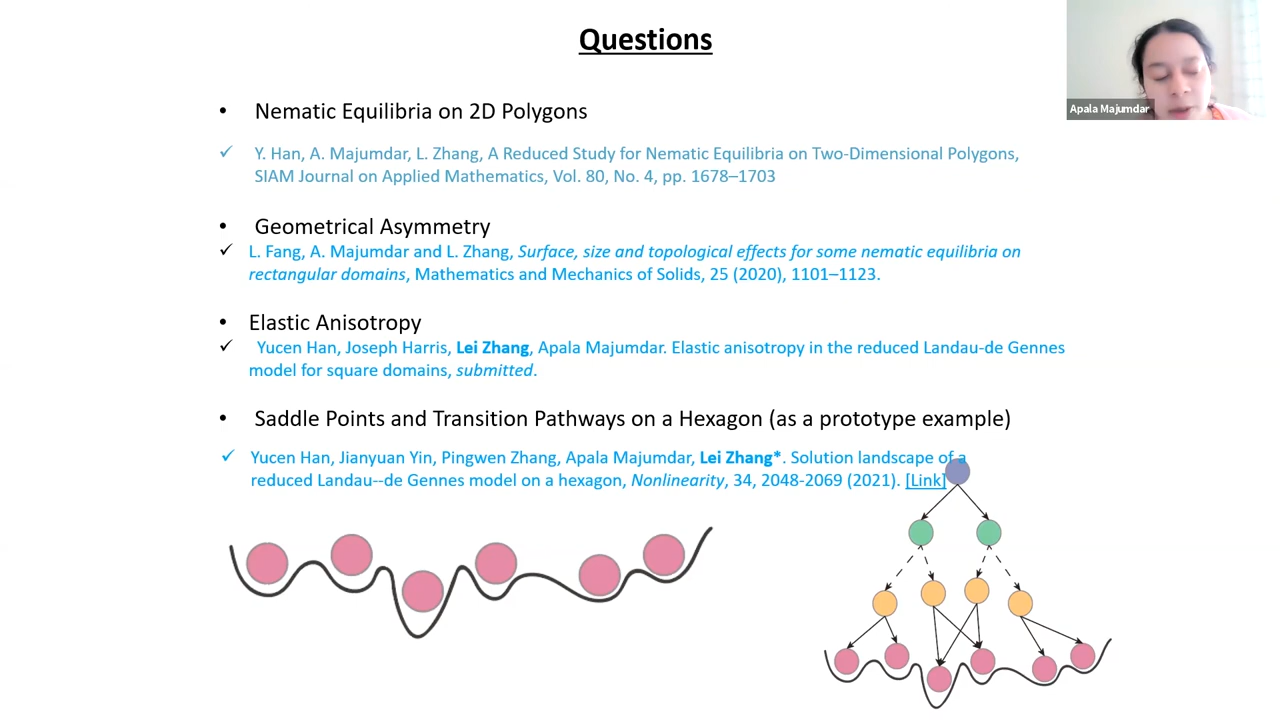 Questions
Apala Majumdar
• Nematic Equilibria on 2D Polygons
✓ Y. Han, A. Majumdar, L. Zhang, A Reduced Study for Nematic Equilibria on Two-Dimensional Polygons,
SIAM Journal on Applied Mathematics, Vol. 80, No. 4, pp. 1678–1703
• Geometrical Asymmetry
✓ L. Fang, A. Majumdar and L. Zhang, Surface, size and topological effects for some nematic equilibria on
rectangular domains, Mathematics and Mechanics of Solids, 25 (2020), 1101–1123.
• Elastic Anisotropy
✓ Yucen Han, Joseph Harris, Lei Zhang, Apala Majumdar. Elastic anisotropy in the reduced Landau-de Gennes
model for square domains, submitted.
• Saddle Points and Transition Pathways on a Hexagon (as a prototype example)
✓ Yucen Han, Jianyuan Yin, Pingwen Zhang, Apala Majumdar, Lei Zhang*. Solution landscape of a
reduced Landau--de Gennes model on a hexagon, Nonlinearity, 34, 2048-2069 (2021). [Link]